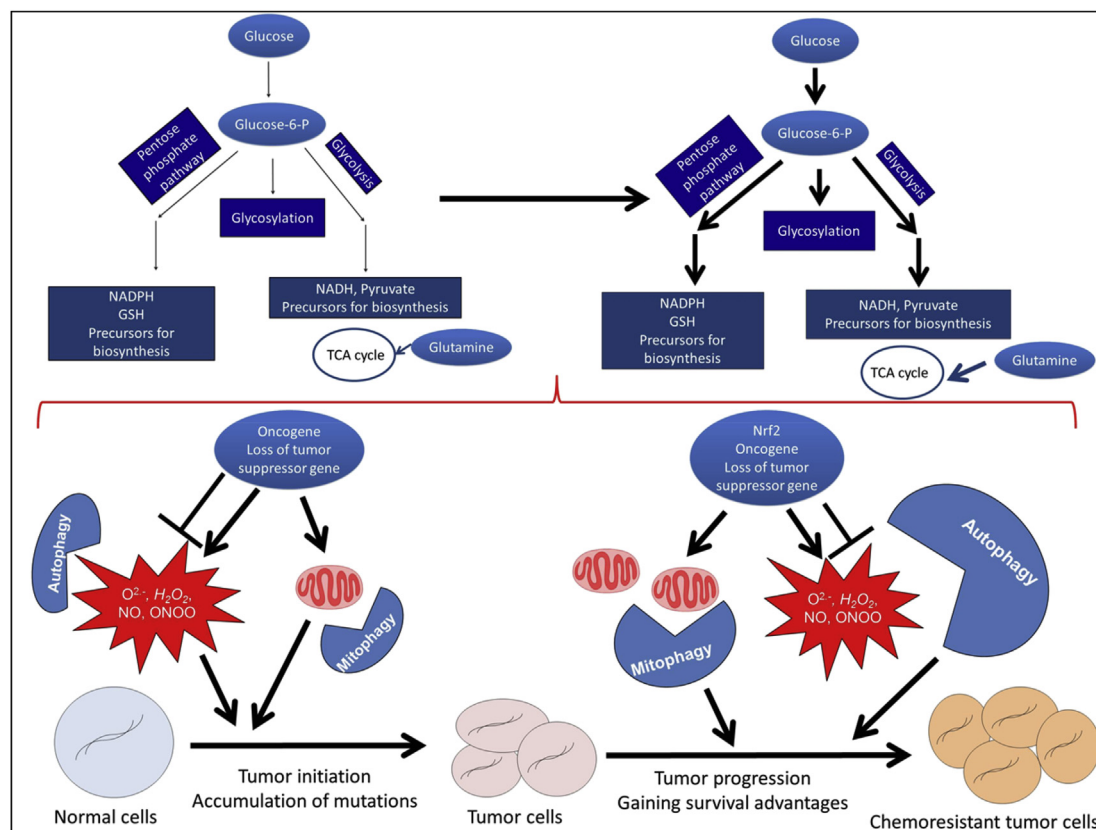 Glucose
Glucose-6-P
Pentose
phosphate
pathway
Glycolysis
Glycosylation
NADPH
GSH
Precursors for
biosynthesis
NADH, Pyruvate
Precursors for biosynthesis
TCA cycle
Glutamine
Glucose
Glucose-6-P
Pentose
phosphate
pathway
Glycolysis
Glycosylation
NADPH
GSH
Precursors for
biosynthesis
NADH, Pyruvate
Precursors for biosynthesis
TCA cycle
Glutamine
Oncogene
Loss of tumor
suppressor gene
Autophagy
O²⁻·, H₂O₂,
NO, ONOO
Mitophagy
Nrf2
Oncogene
Loss of tumor
suppressor gene
Mitophagy
O²⁻·, H₂O₂,
NO, ONOO
Autophagy
Normal cells
Tumor initiation
Accumulation of mutations
Tumor cells
Tumor progression
Gaining survival advantages
Chemoresistant tumor cells